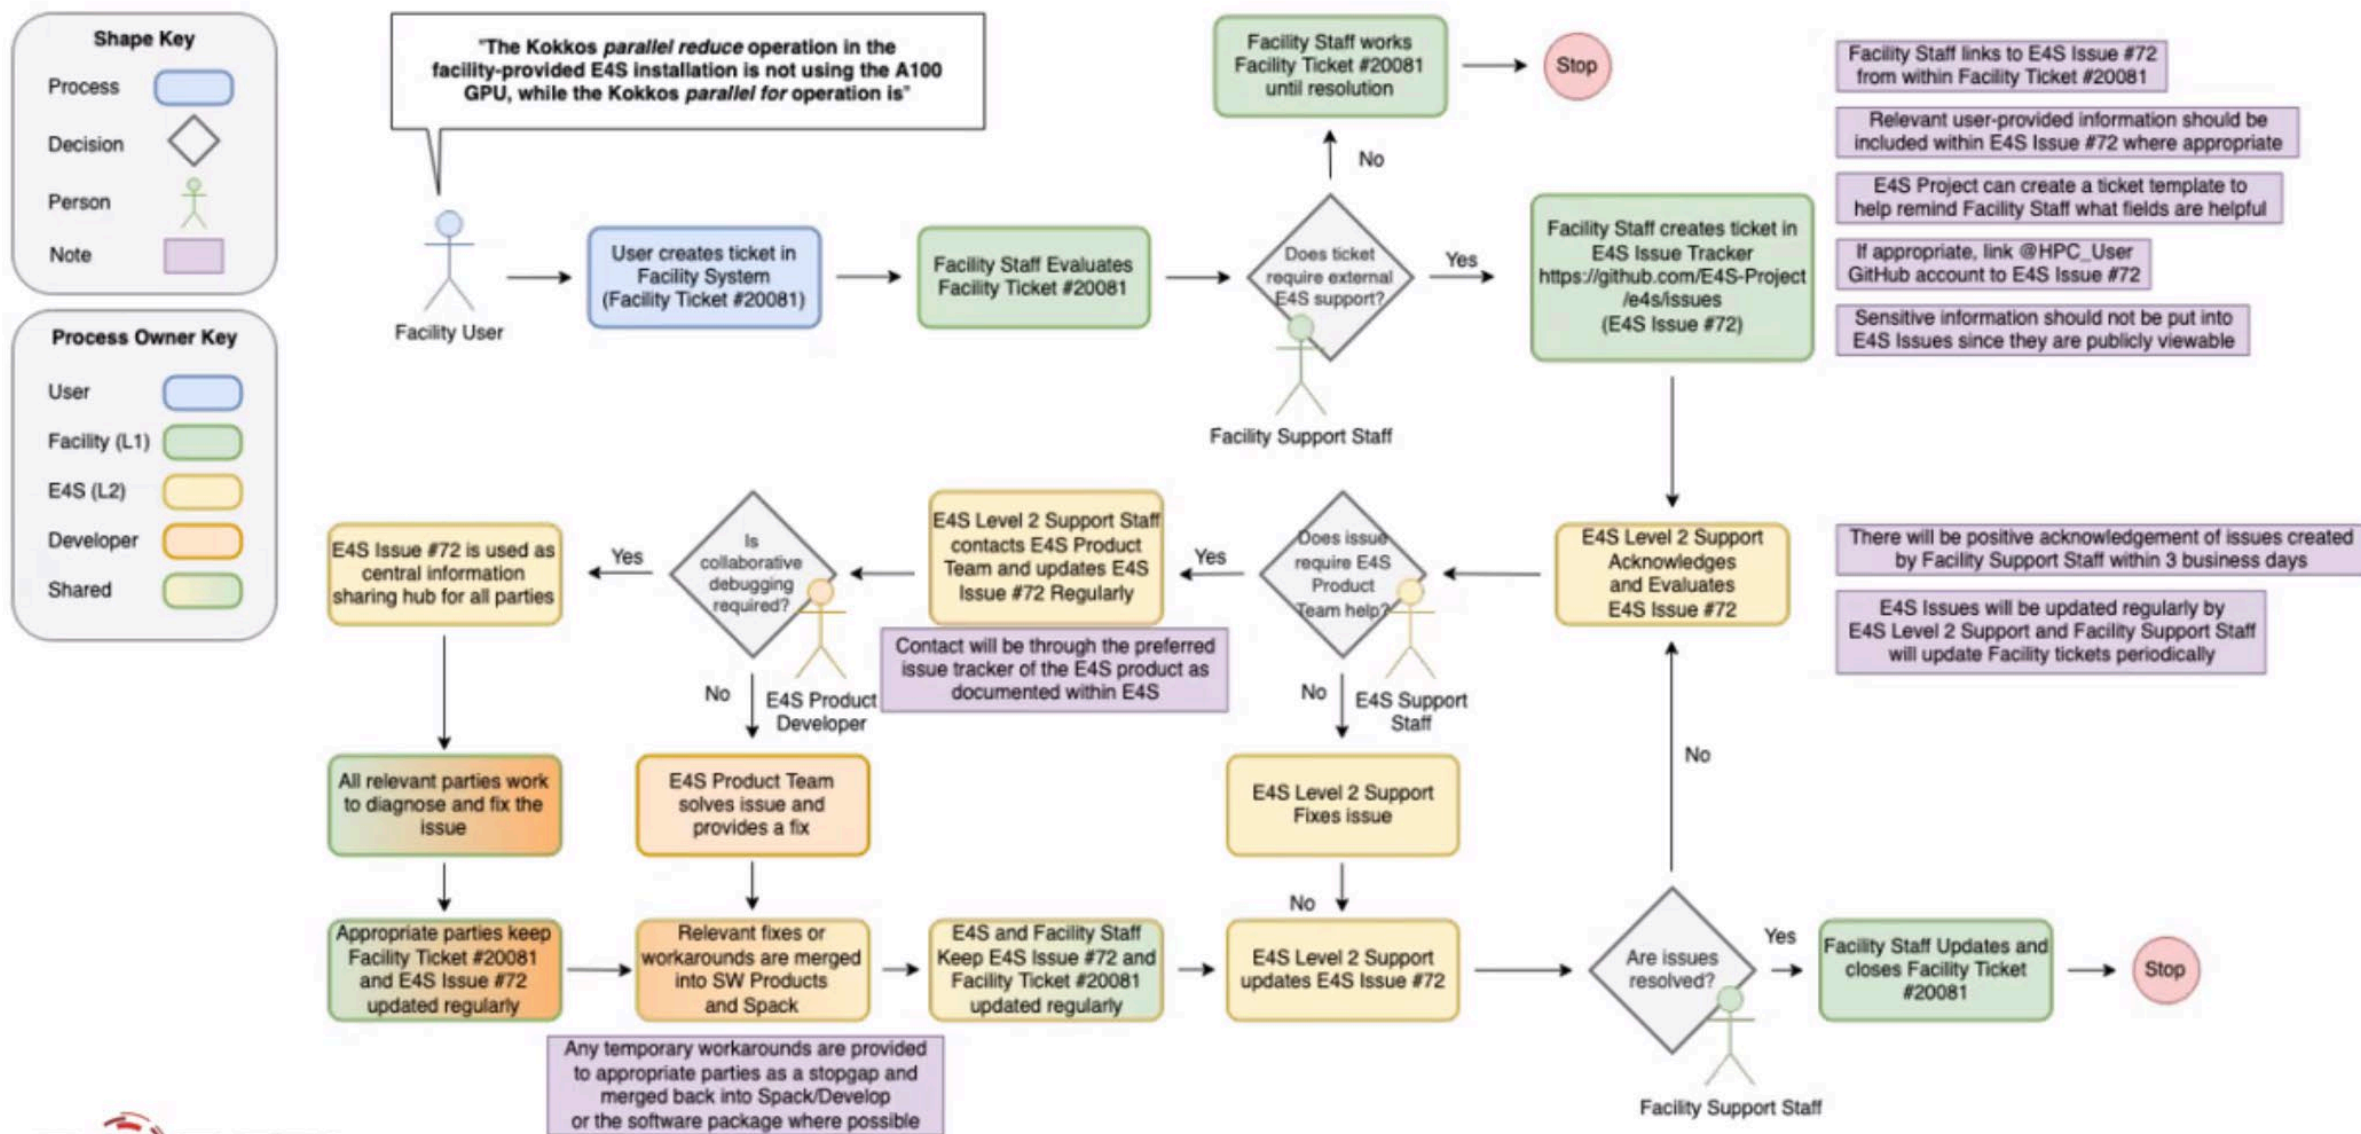 Shape Key
Process
Decision
Person
Note
Process Owner Key
User
Facility (L1)
E4S (L2)
Developer
Shared
"The Kokkos parallel reduce operation in the
facility-provided E4S installation is not using the A100
GPU, while the Kokkos parallel for operation is"
Facility User
User creates ticket in
Facility System
(Facility Ticket #20081)
Facility Staff Evaluates
Facility Ticket #20081
Does ticket
require external
E4S support?
Facility Support Staff
No
Facility Staff works
Facility Ticket #20081
until resolution
Stop
Yes
Facility Staff creates ticket in
E4S Issue Tracker
https://github.com/E4S-Project
/e4s/issues
(E4S Issue #72)
Facility Staff links to E4S Issue #72
from within Facility Ticket #20081
Relevant user-provided information should be
included within E4S Issue #72 where appropriate
E4S Project can create a ticket template to
help remind Facility Staff what fields are helpful
If appropriate, link @HPC_User
GitHub account to E4S Issue #72
Sensitive information should not be put into
E4S Issues since they are publicly viewable
E4S Level 2 Support
Acknowledges
and Evaluates
E4S Issue #72
There will be positive acknowledgement of issues created
by Facility Support Staff within 3 business days
E4S Issues will be updated regularly by
E4S Level 2 Support and Facility Support Staff
will update Facility tickets periodically
Does issue
require E4S
Product
Team help?
E4S Support
Staff
Yes
E4S Level 2 Support Staff
contacts E4S Product
Team and updates E4S
Issue #72 Regularly
Contact will be through the preferred
issue tracker of the E4S product as
documented within E4S
Is
collaborative
debugging
required?
E4S Product
Developer
Yes
E4S Issue #72 is used as
central information
sharing hub for all parties
No
No
All relevant parties work
to diagnose and fix the
issue
E4S Product Team
solves issue and
provides a fix
E4S Level 2 Support
Fixes issue
No
No
Appropriate parties keep
Facility Ticket #20081
and E4S Issue #72
updated regularly
Relevant fixes or
workarounds are merged
into SW Products
and Spack
E4S and Facility Staff
Keep E4S Issue #72 and
Facility Ticket #20081
updated regularly
E4S Level 2 Support
updates E4S Issue #72
Are issues
resolved?
Facility Support Staff
Yes
Facility Staff Updates and
closes Facility Ticket
#20081
Stop
Any temporary workarounds are provided
to appropriate parties as a stopgap and
merged back into Spack/Develop
or the software package where possible